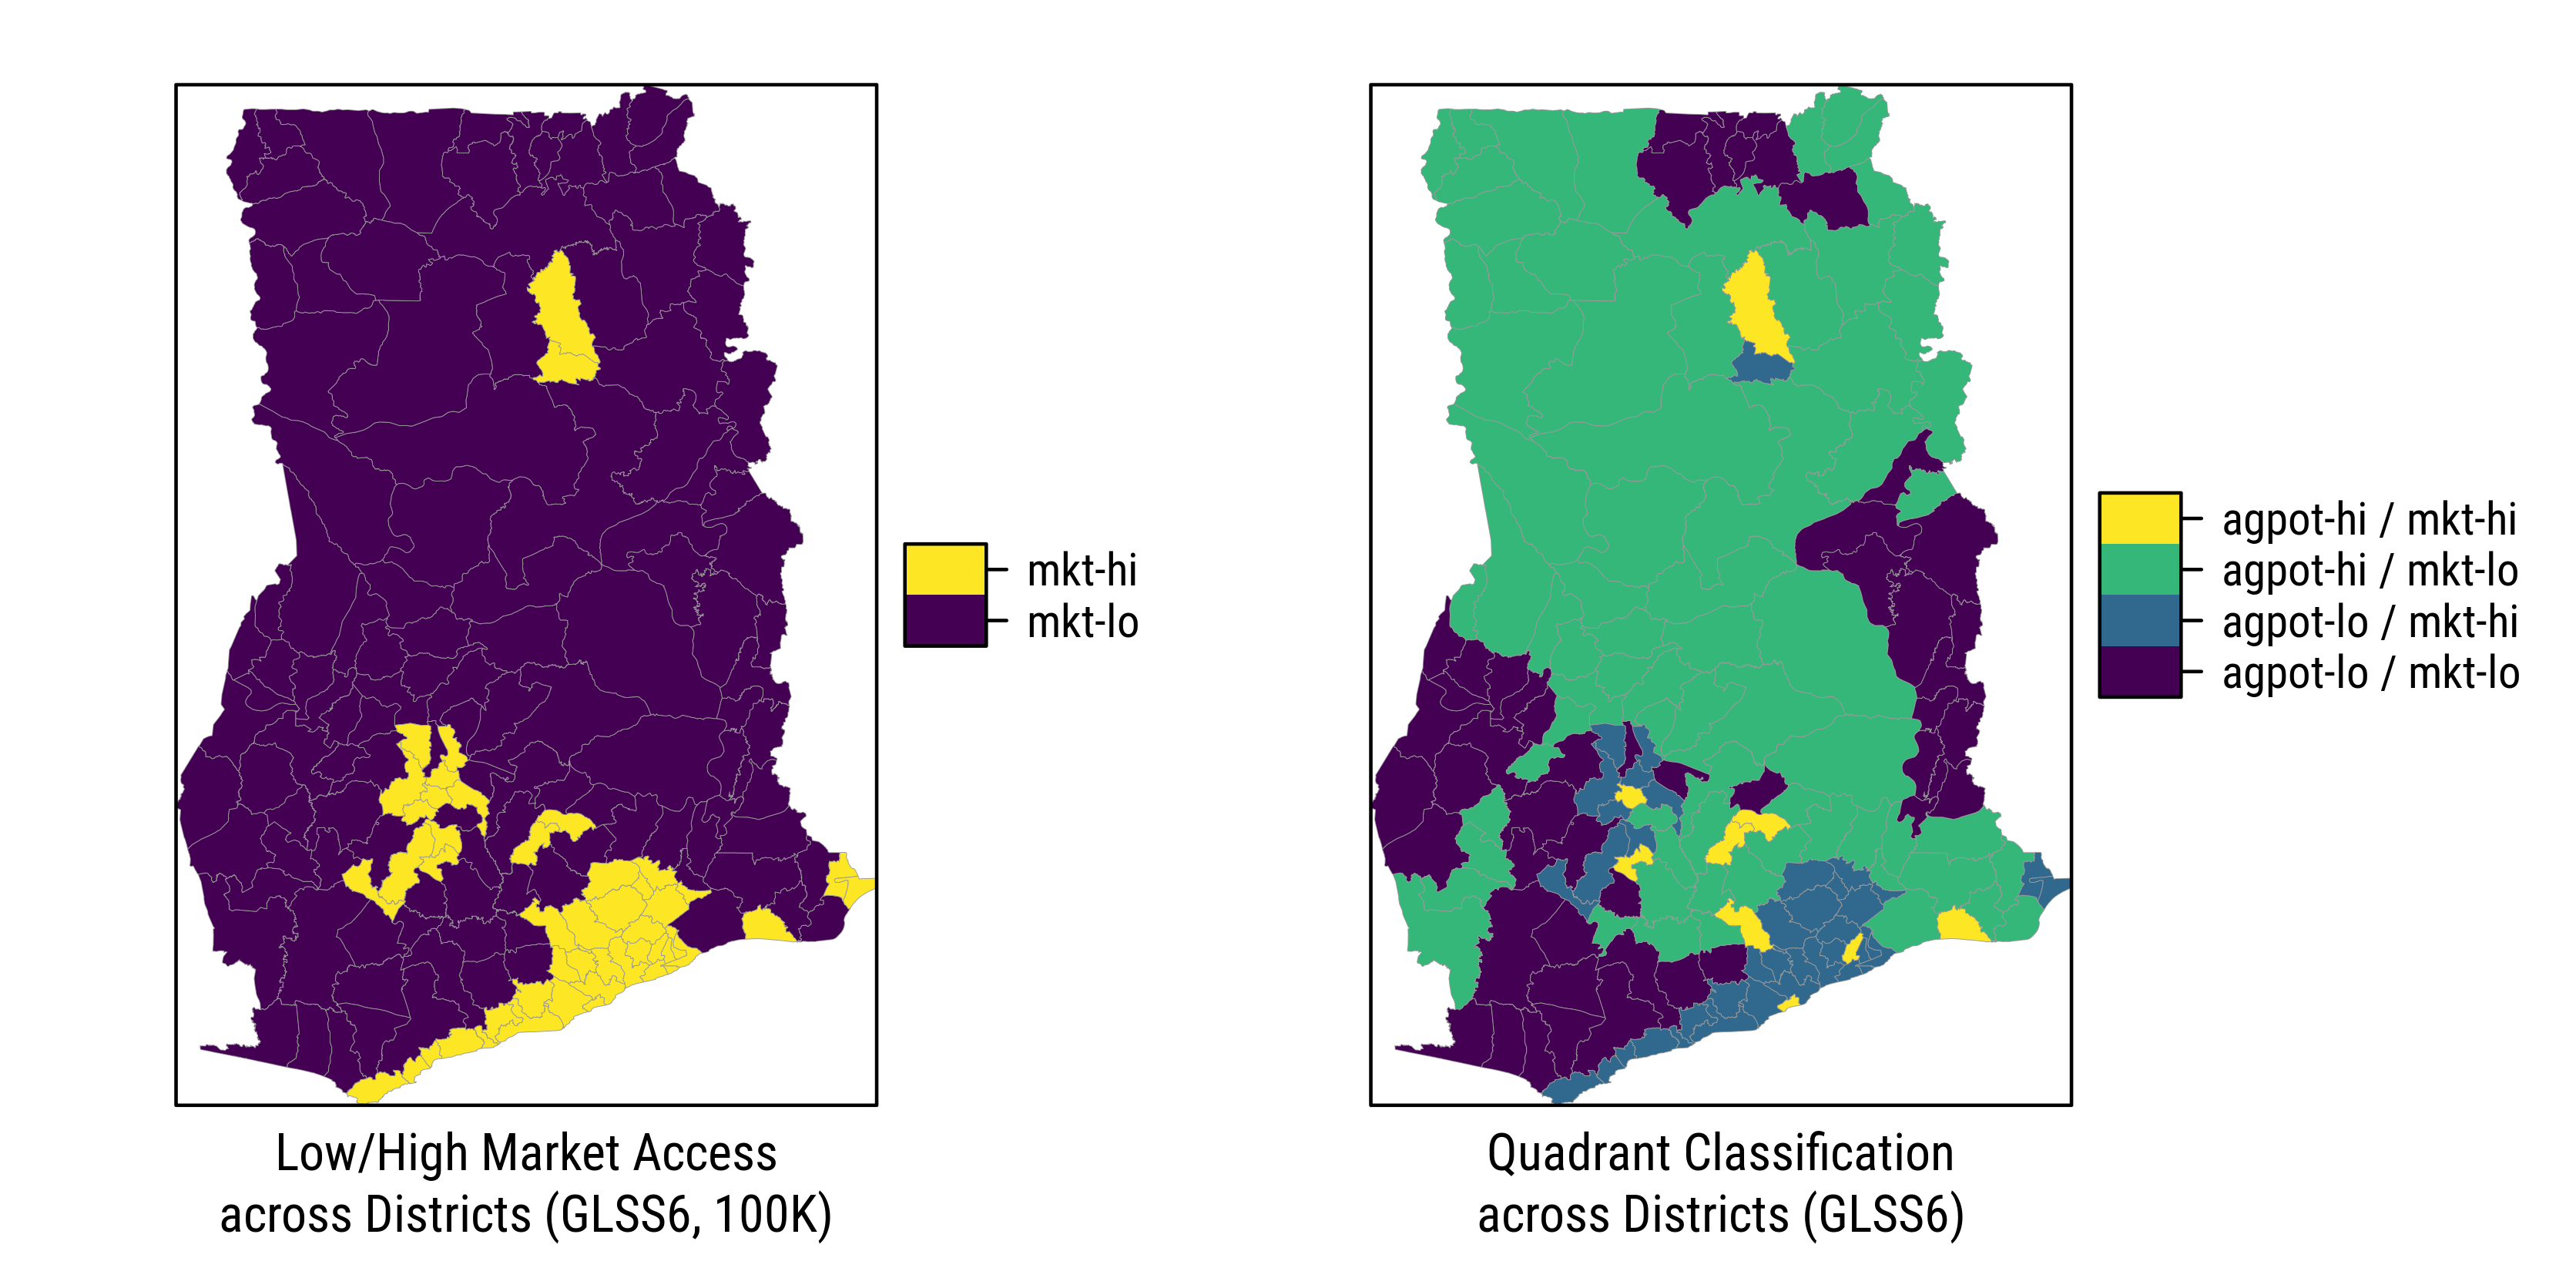 mkt-hi
mkt-lo
Low/High Market Access
across Districts (GLSS6, 100K)
agpot-hi / mkt-hi
agpot-hi / mkt-lo
agpot-lo / mkt-hi
agpot-lo / mkt-lo
Quadrant Classification
across Districts (GLSS6)